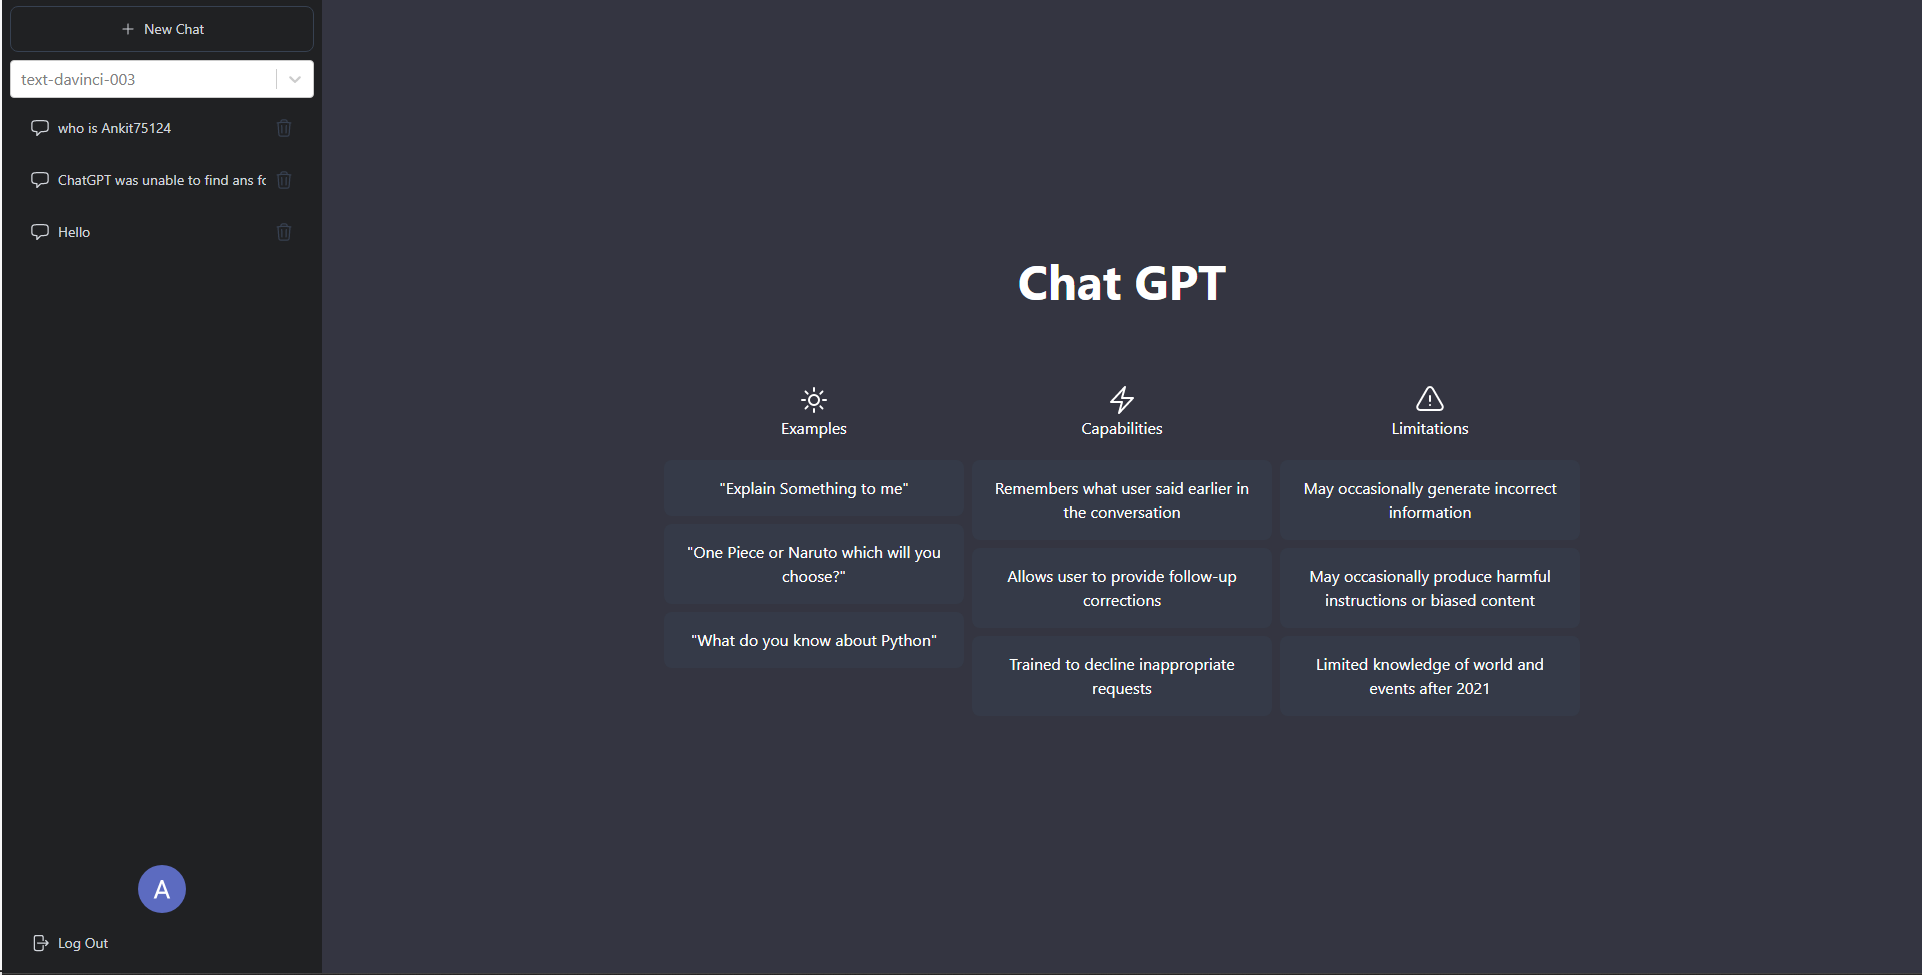 New Chat
text-davinci-003
who is Ankit75124
ChatGPT was unable to find ans fo
Hello
A
Log Out
Chat GPT
Examples
"Explain Something to me"
"One Piece or Naruto which will you
choose?"
"What do you know about Python"
Capabilities
Remembers what user said earlier in
the conversation
Allows user to provide follow-up
corrections
Trained to decline inappropriate
requests
Limitations
May occasionally generate incorrect
information
May occasionally produce harmful
instructions or biased content
Limited knowledge of world and
events after 2021